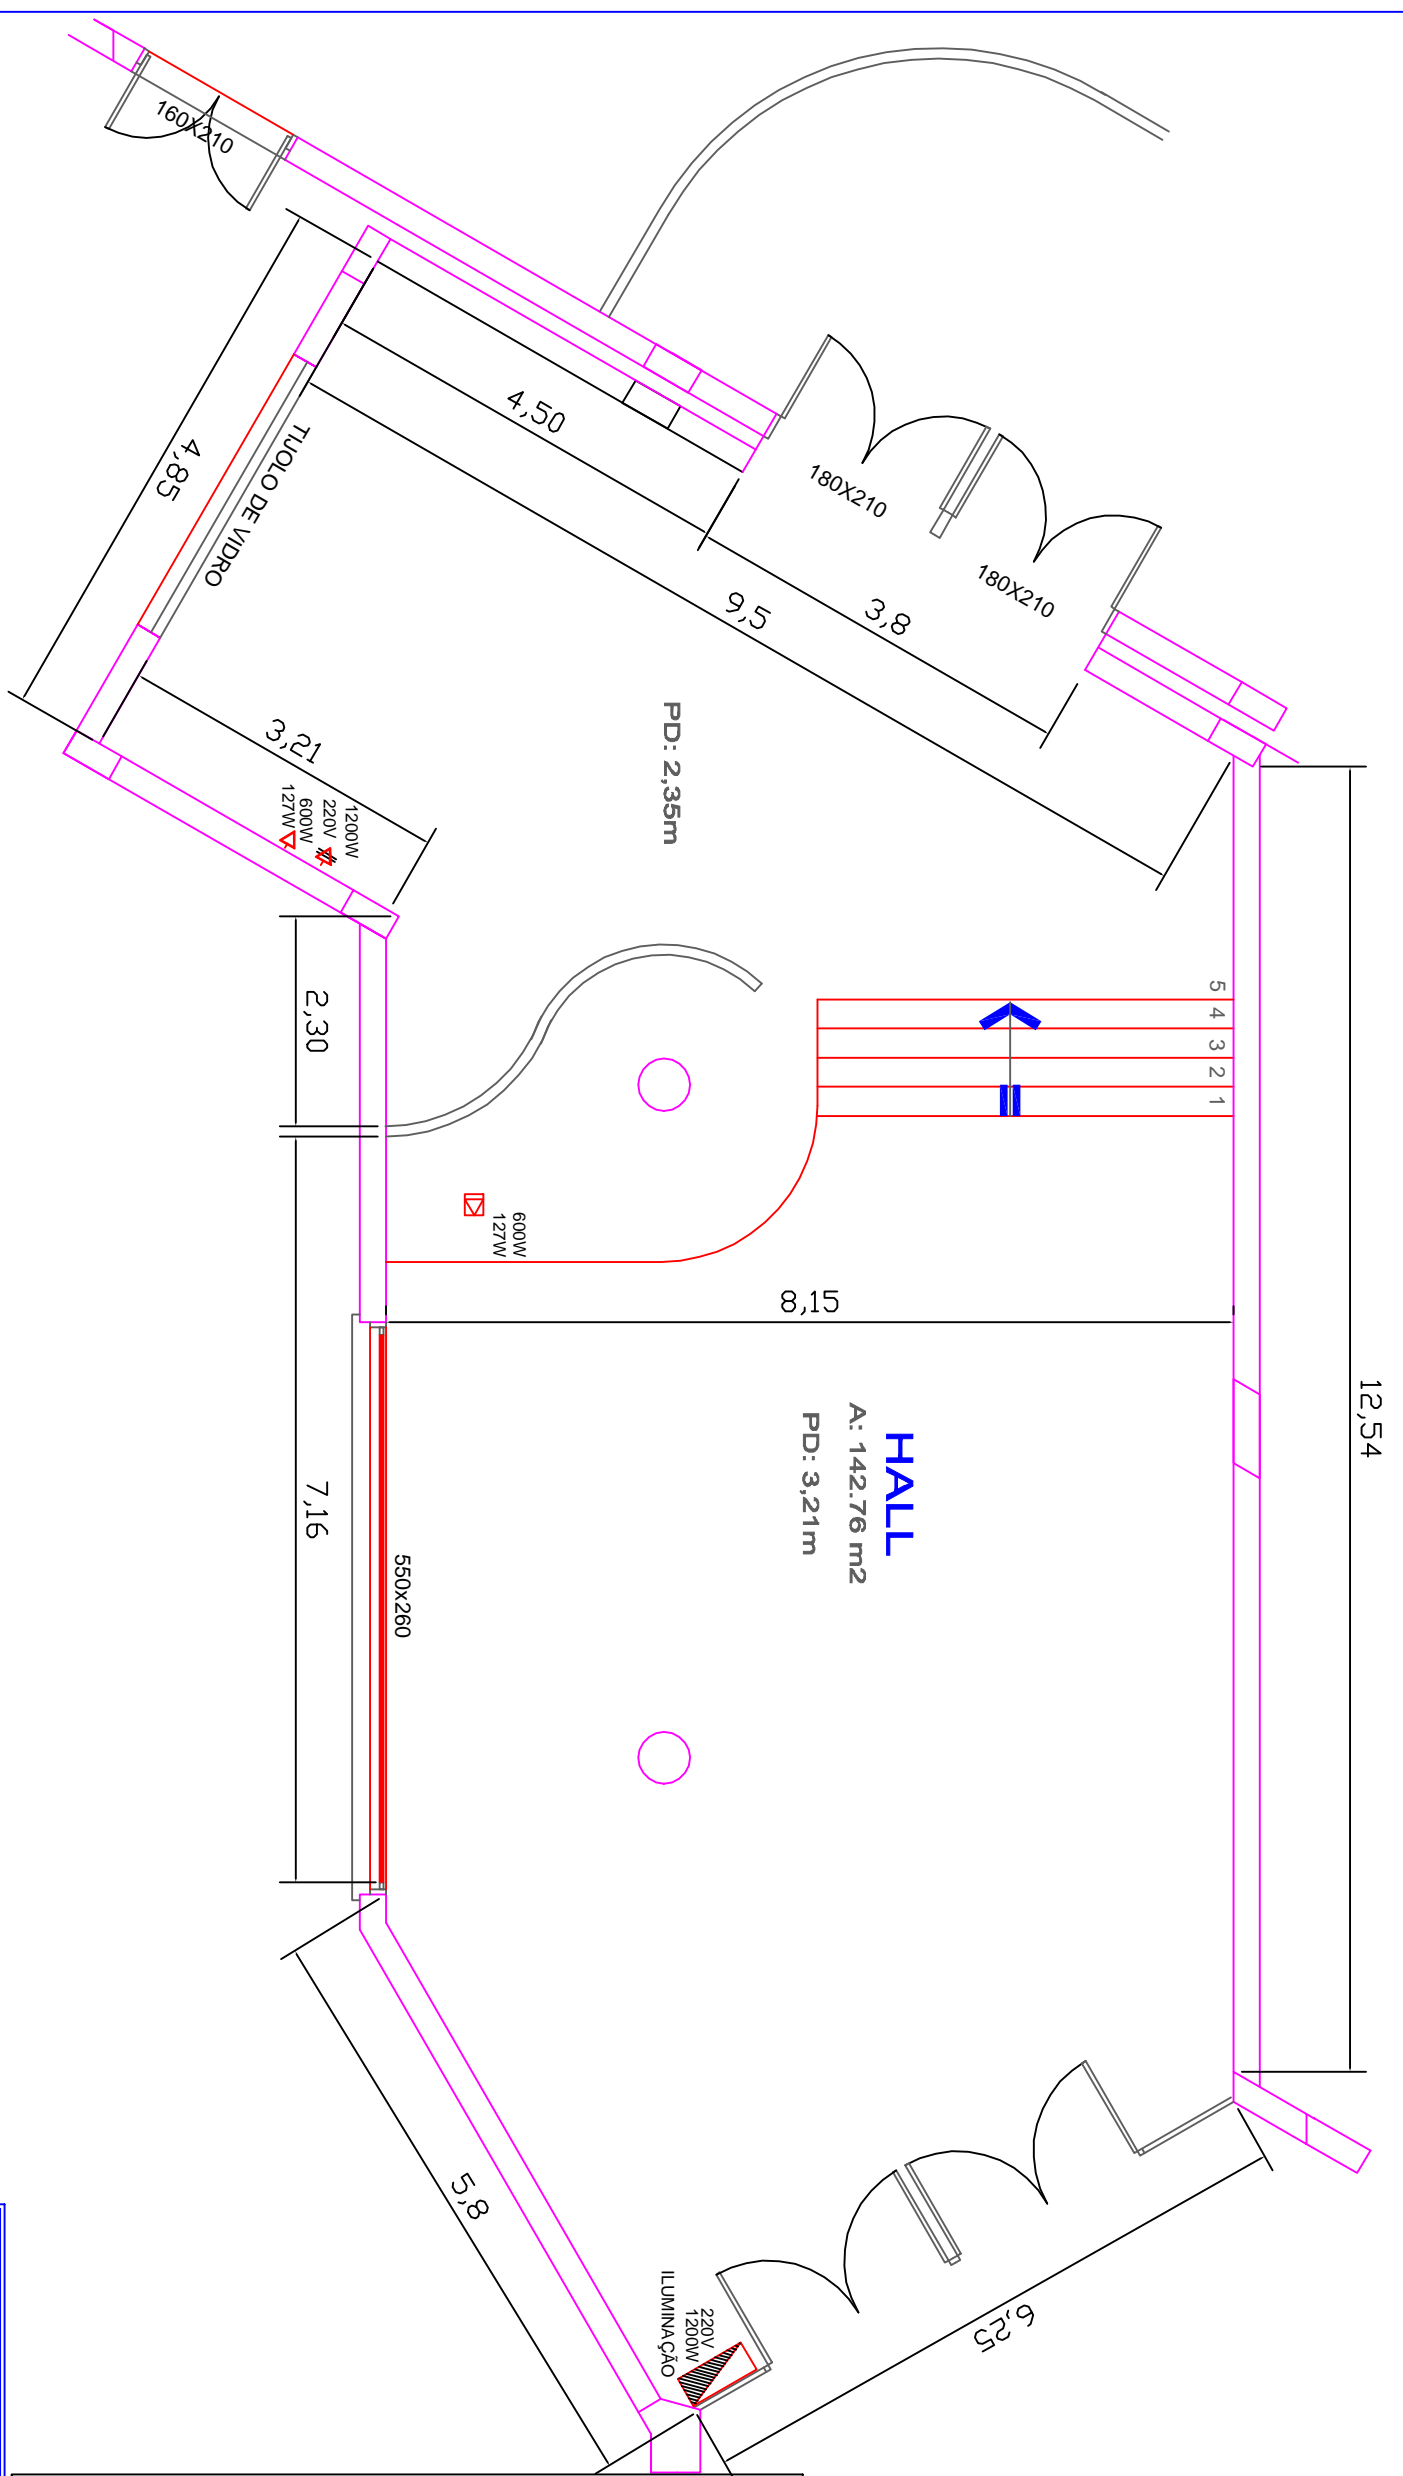 160X210
4,50
180X210
180X210
3,8
9,5
4,85
TIJOLO DE VIDRO
3,21
PD: 2,35m
1200W
220V
600W
127W
5
4
3
2
1
2,30
600W
127W
8,15
12,54
HALL
A: 142.76 m2
PD: 3,21m
7,16
550x260
5,8
6,25
220V
1200W
ILUMINAÇÃO